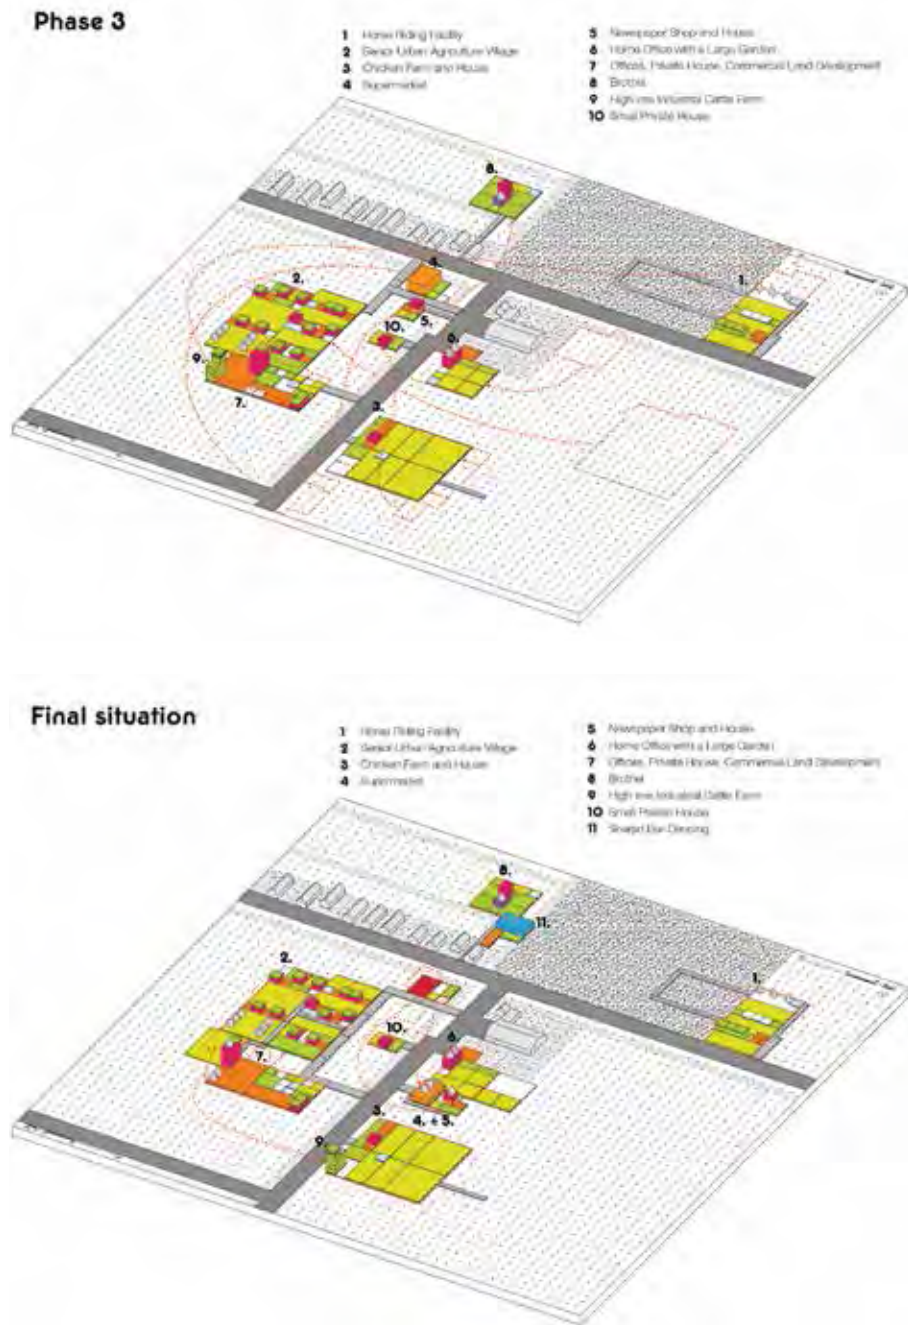 Phase 3
1 Horse Riding Facility
2 Senior Urban Agriculture Village
3 Chicken Farm and House
4 Supermarket
5 Newspaper Shop and House
6 Home Office with a Large Garden
7 Offices, Private House, Commercial Land Development
8 Brothel
9 High-rise Industrial Cattle Farm
10 Small Private House
8.
1.
2.
4.
5.
10.
6.
9.
7.
3.
Final situation
1 Horse Riding Facility
2 Senior Urban Agriculture Village
3 Chicken Farm and House
4 Supermarket
5 Newspaper Shop and House
6 Home Office with a Large Garden
7 Offices, Private House, Commercial Land Development
8 Brothel
9 High-rise Industrial Cattle Farm
10 Small Private House
11 Dancing
8.
11.
2.
1.
10.
6.
7.
3.
4. + 5.
9.